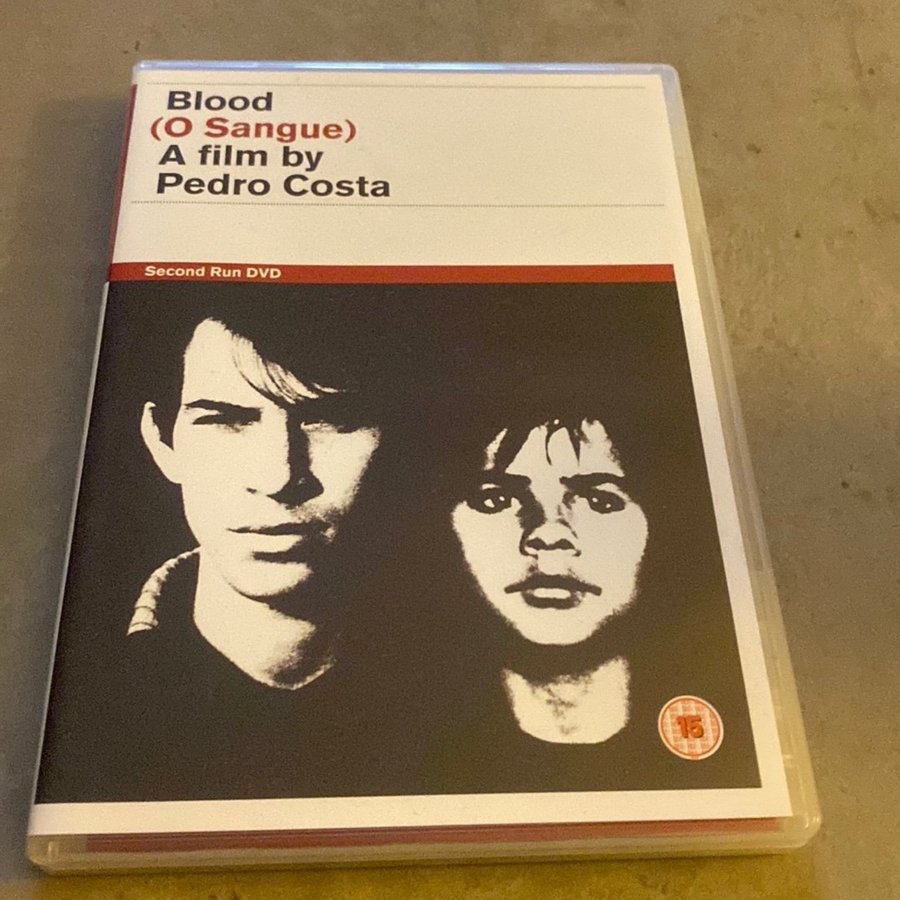 Blood
(O Sangue)
A film by
Pedro Costa
Second Run DVD
15